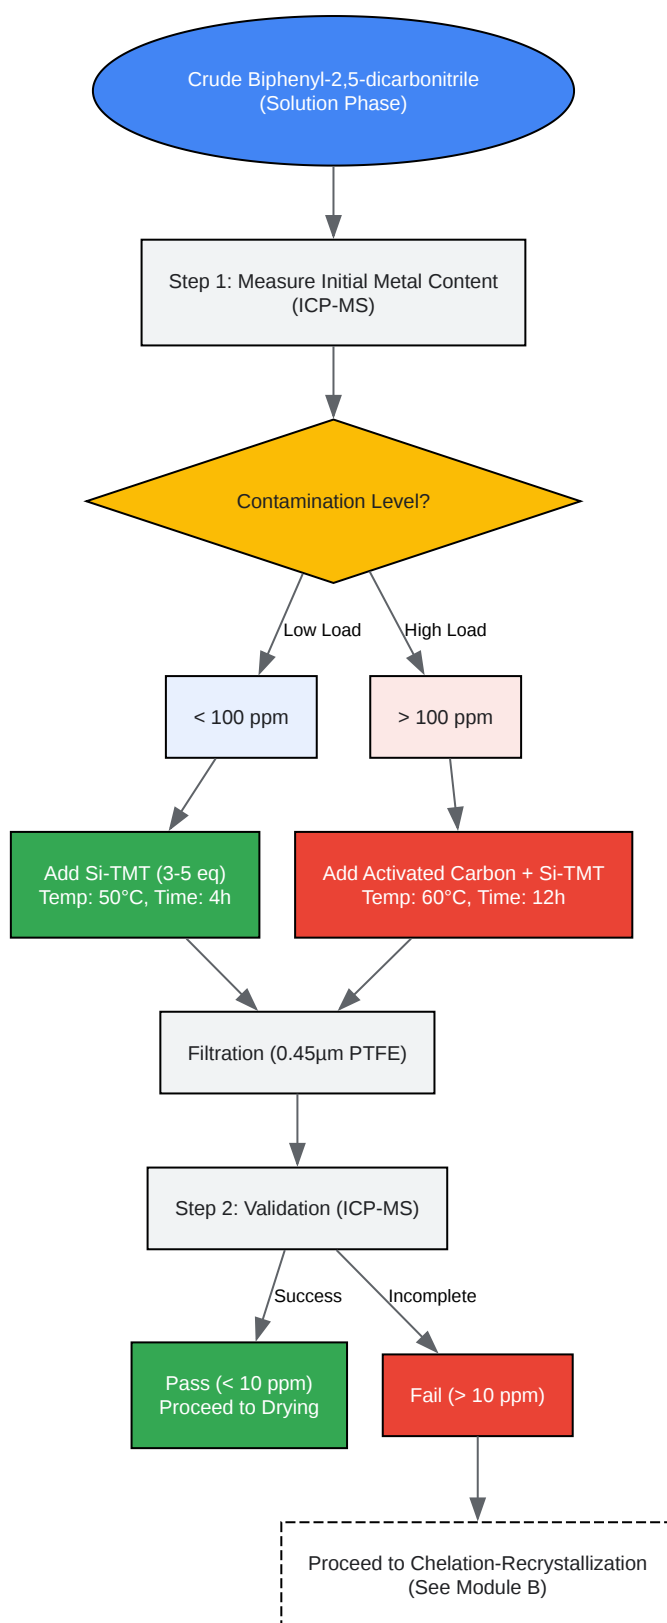 Crude Biphenyl-2,5-dicarbonitrile
(Solution Phase)
Step 1: Measure Initial Metal Content
(ICP-MS)
Contamination Level?
Low Load
High Load
< 100 ppm
> 100 ppm
Add Si-TMT (3-5 eq)
Temp: 50°C, Time: 4h
Add Activated Carbon + Si-TMT
Temp: 60°C, Time: 12h
Filtration (0.45µm PTFE)
Step 2: Validation (ICP-MS)
Success
Incomplete
Pass (< 10 ppm)
Proceed to Drying
Fail (> 10 ppm)
Proceed to Chelation-Recrystallization
(See Module B)